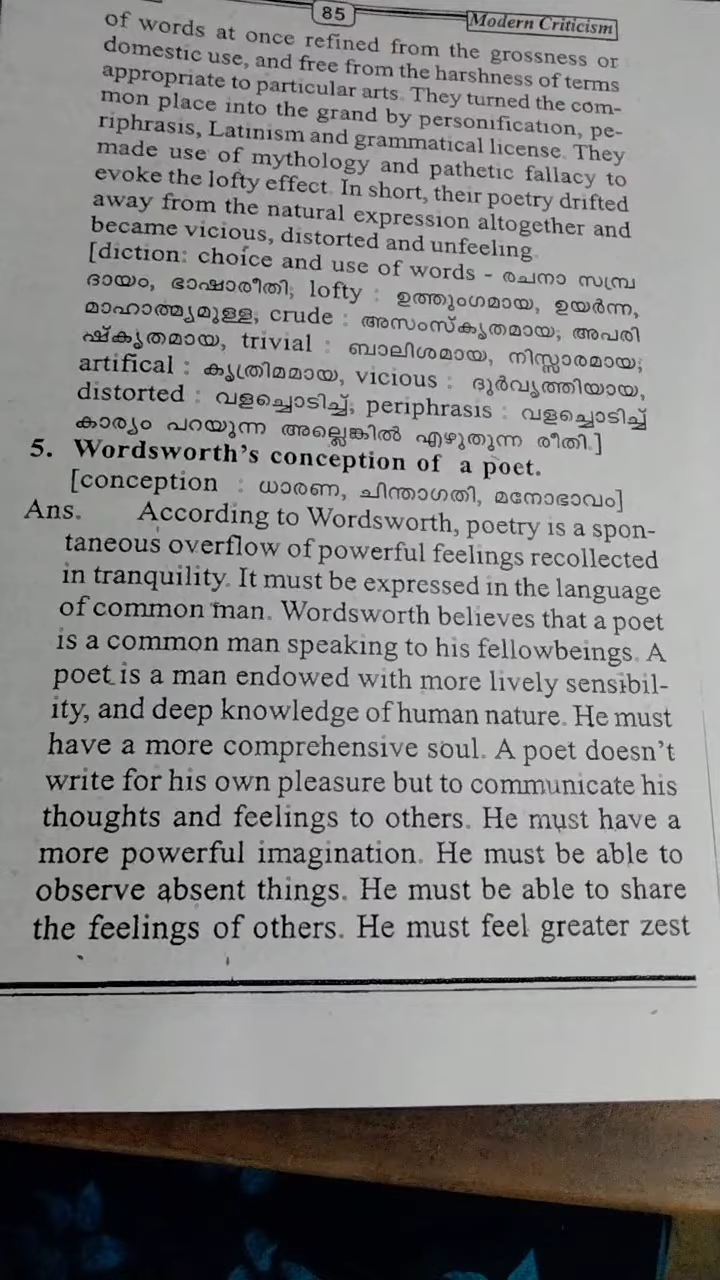 85
Modern Criticism
of words at once refined from the grossness or
domestic use, and free from the harshness of terms
appropriate to particular arts. They turned the com-
mon place into the grand by personification, pe-
riphrasis, Latinism and grammatical license. They
made use of mythology and pathetic fallacy to
evoke the lofty effect. In short, their poetry drifted
away from the natural expression altogether and
became vicious, distorted and unfeeling.
[diction: choice and use of words - രചനാ സമ്പ്ര
ദായം, ഭാഷാരീതി; lofty : ഉത്തുംഗമായ, ഉയർന്ന,
മാഹാത്മ്യമുള്ള; crude : അസംസ്കൃതമായ; അപരി
ഷ്കൃതമായ, trivial : ബാലിശമായ, നിസ്സാരമായ;
artifical : കൃത്രിമമായ, vicious : ദുർവൃത്തിയായ,
distorted : വളച്ചൊടിച്ച്; periphrasis : വളച്ചൊടിച്ച്
കാര്യം പറയുന്ന അല്ലെങ്കിൽ എഴുതുന്ന രീതി.]
5. Wordsworth's conception of a poet.
[conception : ധാരണ, ചിന്താഗതി, മനോഭാവം]
Ans. According to Wordsworth, poetry is a spon-
taneous overflow of powerful feelings recollected
in tranquility. It must be expressed in the language
of common man. Wordsworth believes that a poet
is a common man speaking to his fellowbeings. A
poet is a man endowed with more lively sensibil-
ity, and deep knowledge of human nature. He must
have a more comprehensive soul. A poet doesn't
write for his own pleasure but to communicate his
thoughts and feelings to others. He must have a
more powerful imagination. He must be able to
observe absent things. He must be able to share
the feelings of others. He must feel greater zest